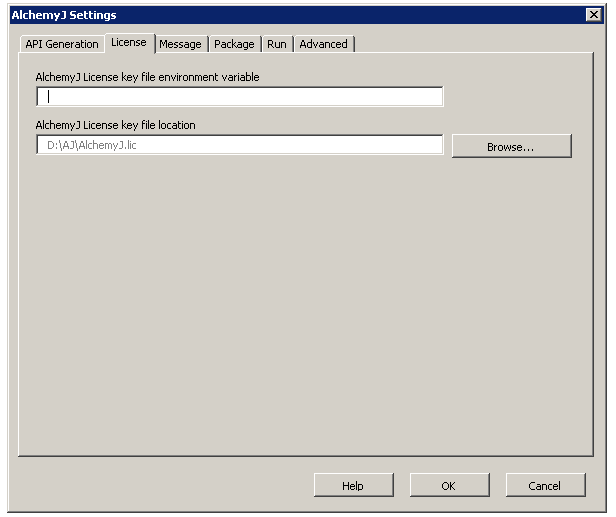 AlchemyJ Settings
API Generation License Message Package Run Advanced
AlchemyJ License key file environment variable
AlchemyJ License key file location
D:\AJ\AlchemyJ.lic Browse...
Help OK Cancel